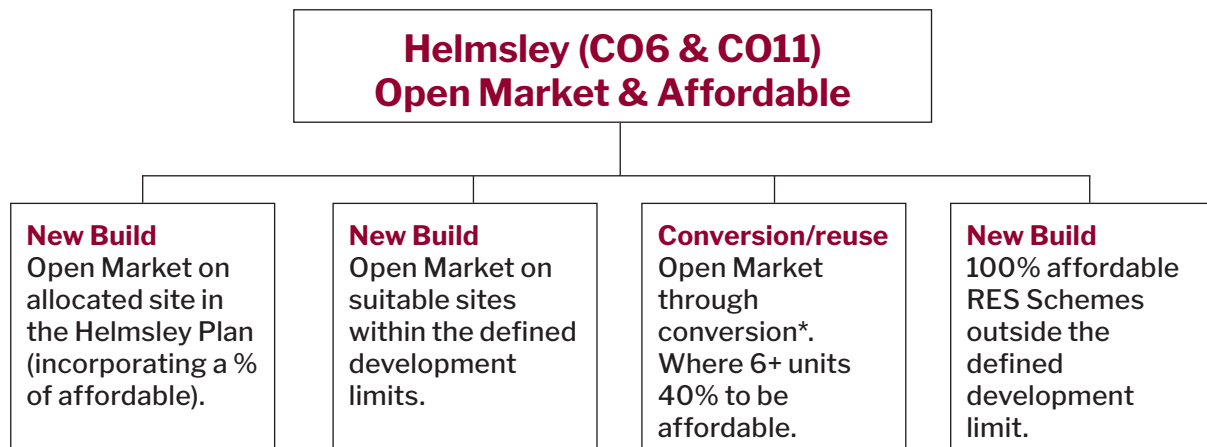 Helmsley (CO6 & CO11)
Open Market & Affordable
New Build
Open Market on
allocated site in
the Helmsley Plan
(incorporating a %
of affordable).
New Build
Open Market on
suitable sites
within the defined
development
limits.
Conversion/reuse
Open Market
through
conversion*.
Where 6+ units
40% to be
affordable.
New Build
100% affordable
RES Schemes
outside the
defined
development
limit.